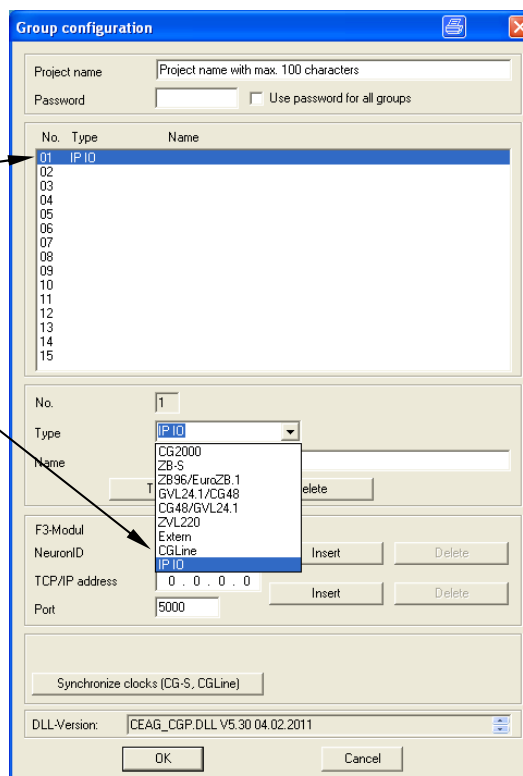 Group configuration
Project name Project name with max. 100 characters
Password Use password for all groups
No. Type Name
01 IP IO
02
03
04
05
06
07
08
09
10
11
12
13
14
15
No. 1
Type IP IO
CG2000
Name
ZB-S
ZB96/EuroZB.1
GVL24.1/CG48
CG48/GVL24.1
ZVL220
Extern
CGLine
IP IO
F3-Modul
NeuronID Insert Delete
TCP/IP address 0 . 0 . 0 . 0
Insert Delete
Port 5000
Synchronize clocks (CG-S, CGLine)
DLL-Version: CEAG_CGP.DLL V5.30 04.02.2011
OK Cancel